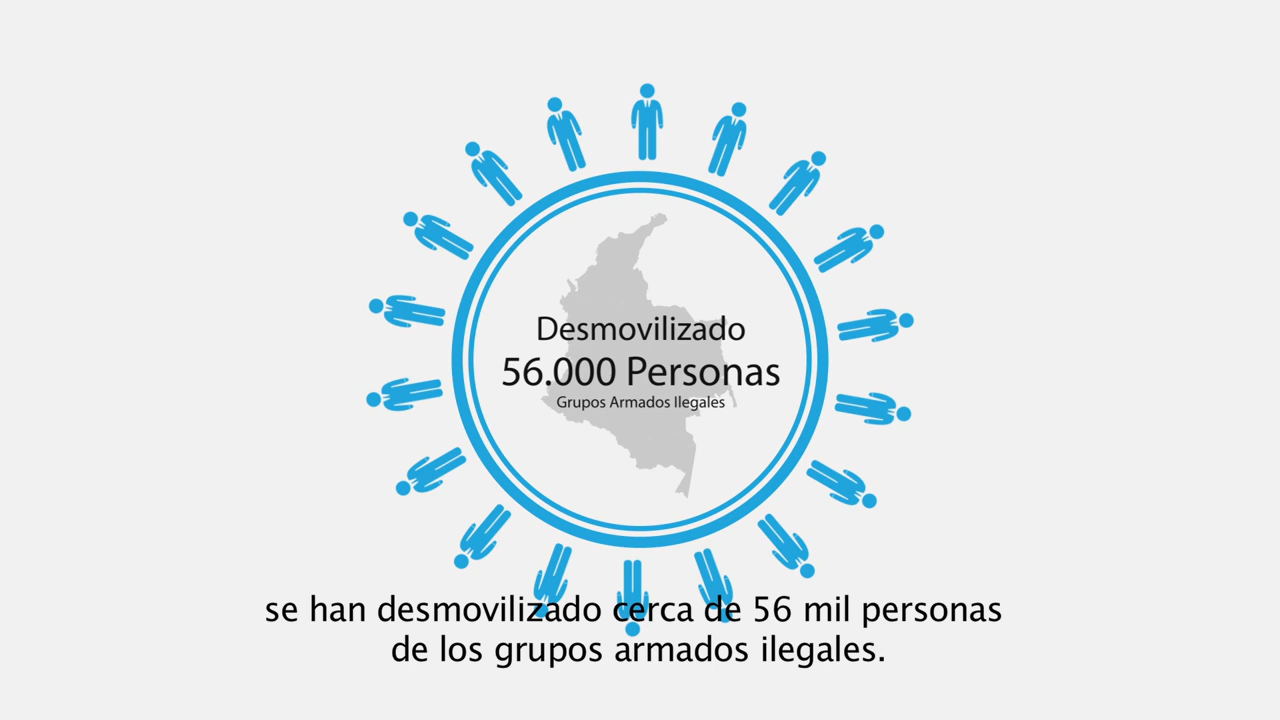 Desmovilizado
56.000 Personas
Grupos Armados Ilegales
se han desmovilizado cerca de 56 mil personas
de los grupos armados ilegales.